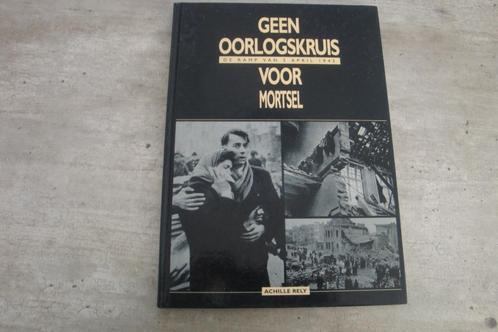 GEEN
OORLOGSKRUIS
DE RAMP VAN 5 APRIL 1943
VOOR
MORTSEL
ACHILLE RELY